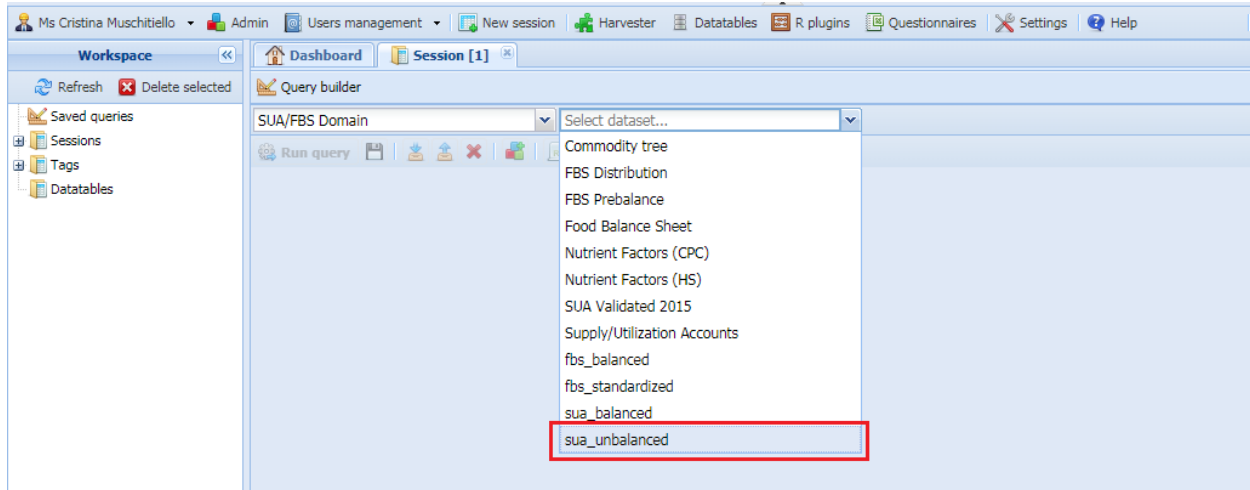 Ms Cristina Muschitiello Admin Users management New session Harvester Datatables R plugins Questionnaires Settings Help
Workspace Dashboard Session [1]
Refresh Delete selected Query builder
Saved queries
Sessions
Tags
Datatables
SUA/FBS Domain Select dataset...
Run query
Commodity tree
FBS Distribution
FBS Prebalance
Food Balance Sheet
Nutrient Factors (CPC)
Nutrient Factors (HS)
SUA Validated 2015
Supply/Utilization Accounts
fbs_balanced
fbs_standardized
sua_balanced
sua_unbalanced